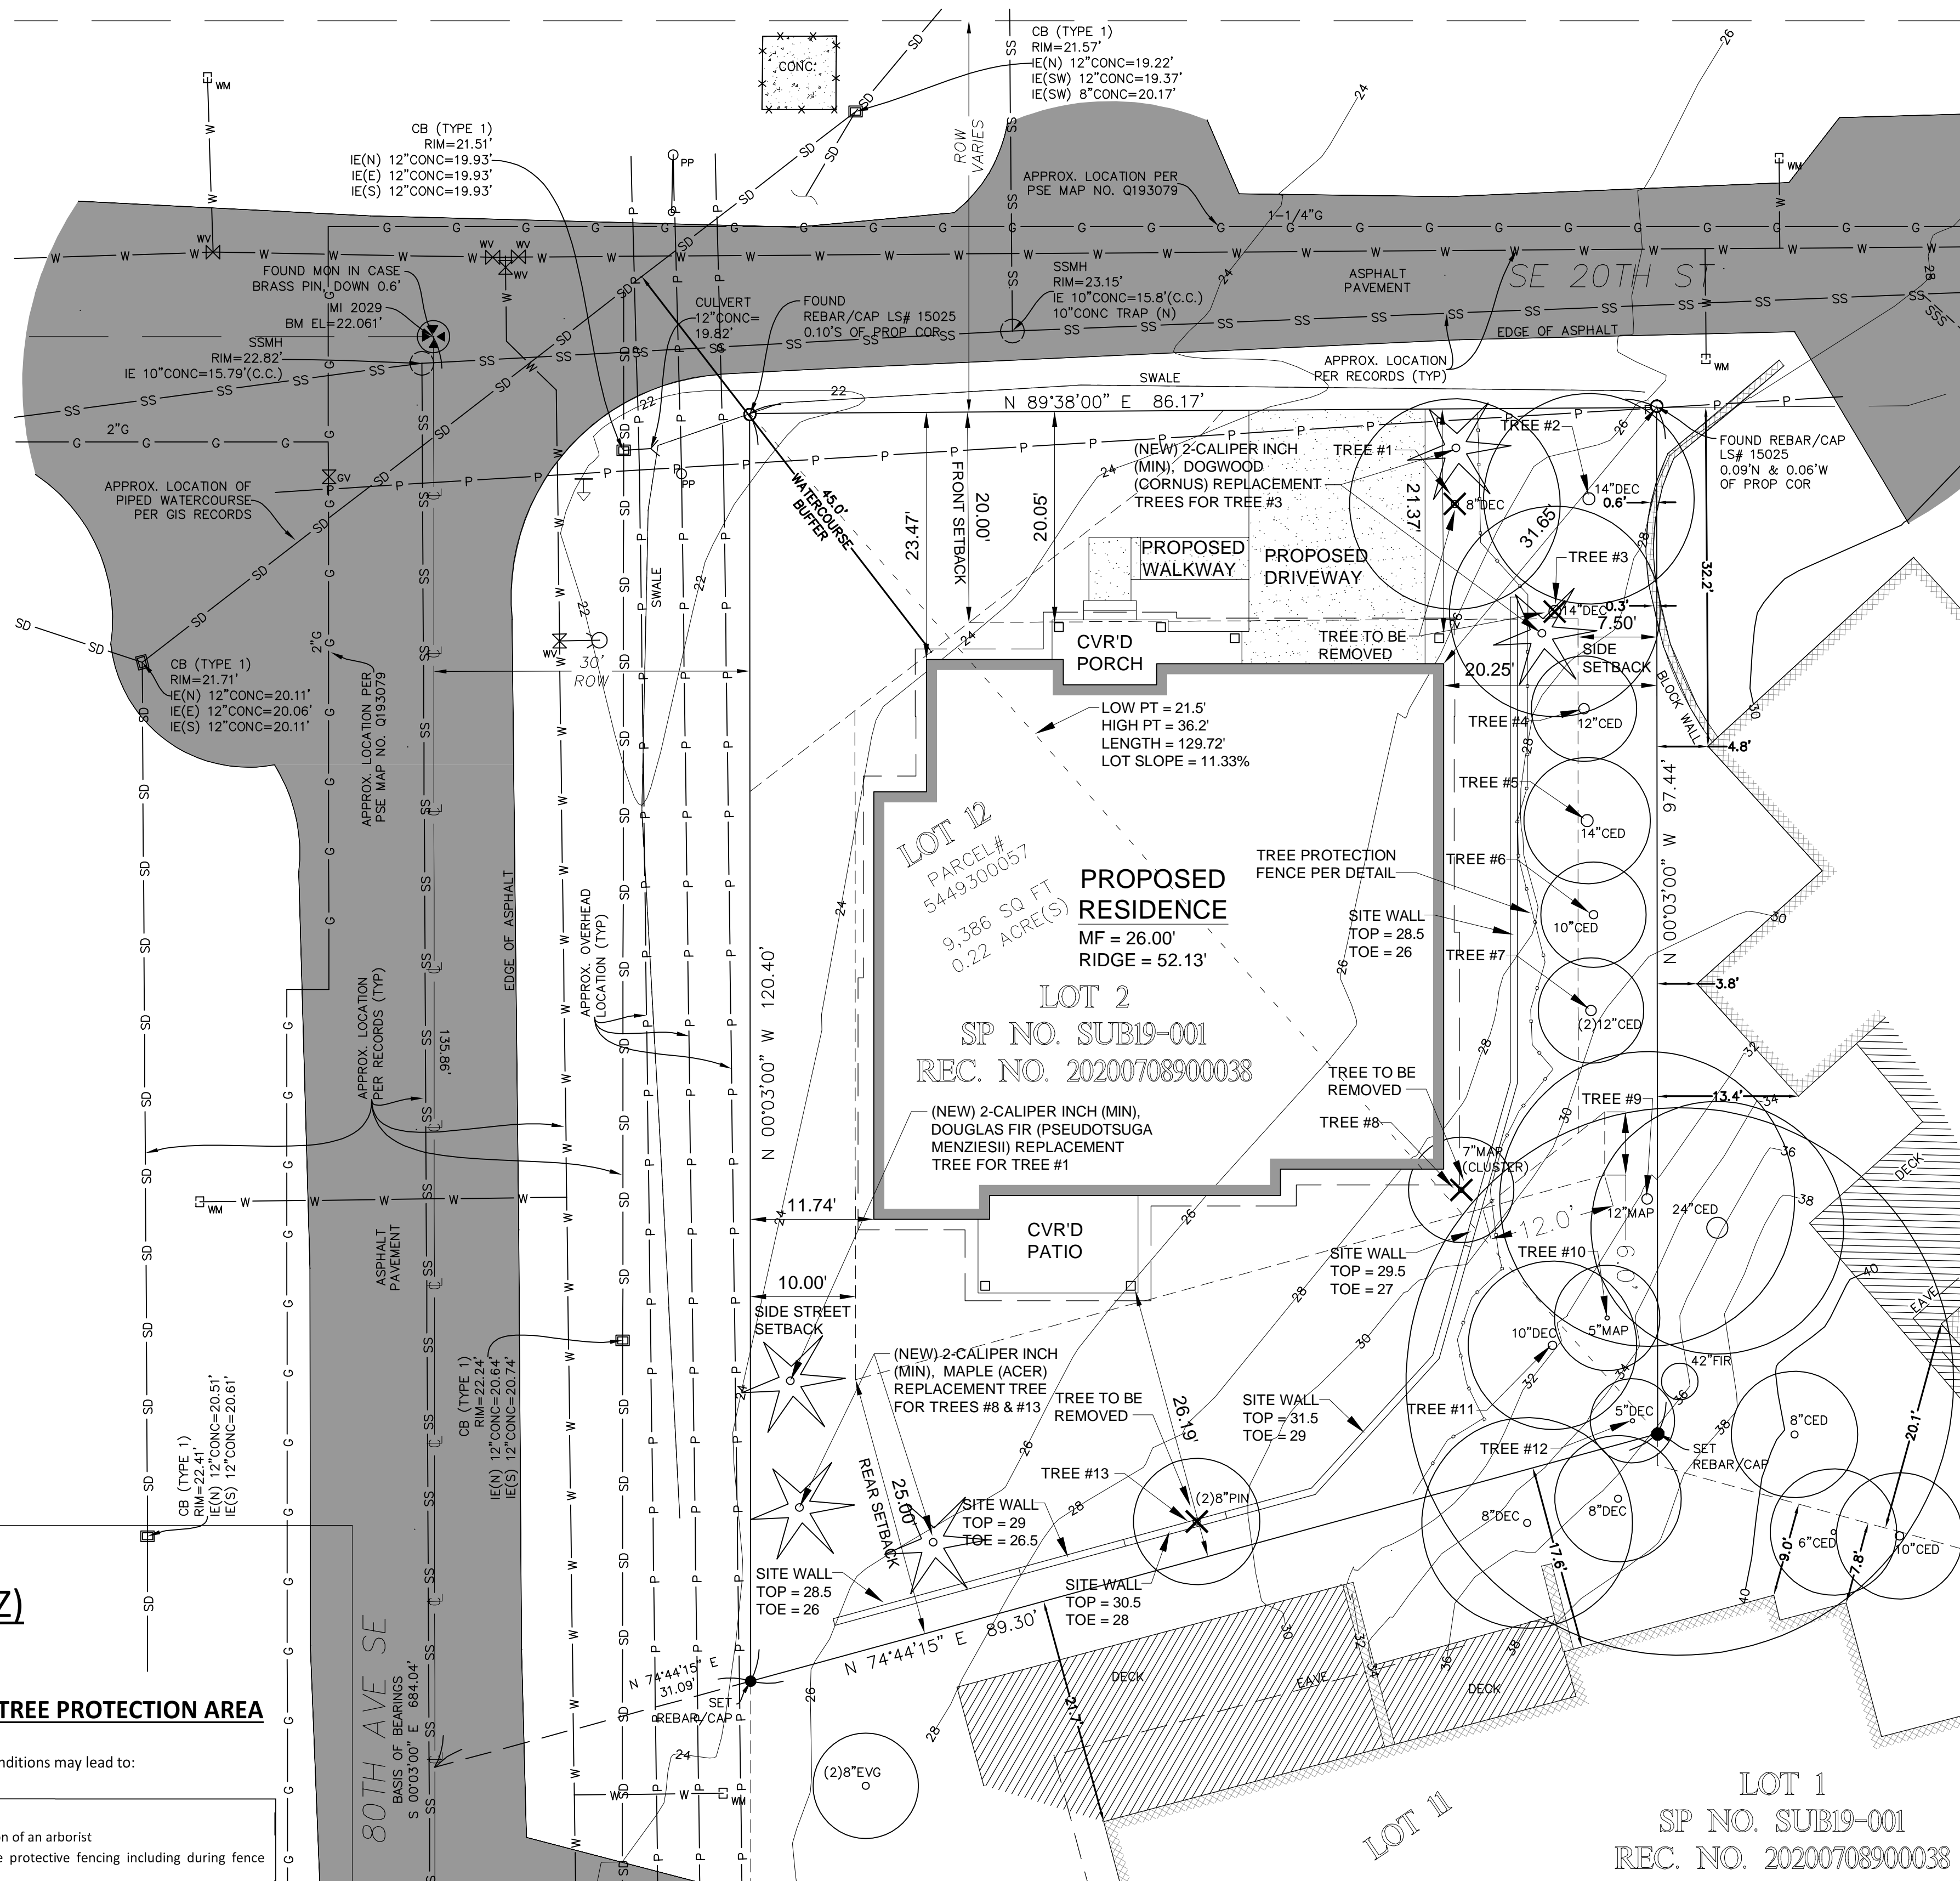 CB (TYPE 1)
RIM=21.57'
IE(N) 12"CONC=19.22'
IE(SW) 12"CONC=19.37'
IE(SW) 8"CONC=20.17'
CONC.
CB (TYPE 1)
RIM=21.51'
IE(N) 12"CONC=19.93'
IE(E) 12"CONC=19.93'
IE(S) 12"CONC=19.93'
ROW
VARIES
APPROX. LOCATION PER
PSE MAP NO. Q193079
1-1/4"G
FOUND MON IN CASE
BRASS PIN, DOWN 0.6'
MI 2029
BM EL=22.061'
SSMH
RIM=22.82'
IE 10"CONC=15.79'(C.C.)
CULVERT
12"CONC=
19.82'
FOUND
REBAR/CAP LS# 15025
0.10'S OF PROP COR
SSMH
RIM=23.15'
IE 10"CONC=15.8'(C.C.)
10"CONC TRAP (N)
ASPHALT
PAVEMENT
SE 20TH ST
EDGE OF ASPHALT
APPROX. LOCATION
PER RECORDS (TYP)
SWALE
N 89°38'00" E 86.17'
FOUND REBAR/CAP
LS# 15025
0.09'N & 0.06'W
OF PROP COR
2"G
GV
PP
APPROX. LOCATION OF
PIPED WATERCOURSE
PER GIS RECORDS
45.0'
WATERCOURSE
BUFFER
23.47'
FRONT SETBACK
20.00'
20.05'
21.37'
31.65'
(NEW) 2-CALIPER INCH
(MIN), DOGWOOD
(CORNUS) REPLACEMENT
TREES FOR TREE #3
TREE #1
8"DEC
TREE #2
14"DEC
0.6'
TREE #3
14"DEC
0.3'
7.50'
SIDE
SETBACK
32.2'
PROPOSED
WALKWAY
PROPOSED
DRIVEWAY
TREE TO BE
REMOVED
20.25'
CVR'D
PORCH
BLOCK WALL
SWALE
30'
ROW
CB (TYPE 1)
RIM=21.71'
IE(N) 12"CONC=20.11'
IE(E) 12"CONC=20.06'
IE(S) 12"CONC=20.11'
2"G
APPROX. LOCATION PER
PSE MAP NO. Q193079
LOW PT = 21.5'
HIGH PT = 36.2'
LENGTH = 129.72'
LOT SLOPE = 11.33%
TREE #4
12"CED
4.8'
TREE #5
14"CED
N 00°03'00" W 97.44'
LOT 12
PARCEL#
5449300057
9,386 SQ FT
0.22 ACRE(S)
PROPOSED
RESIDENCE
MF = 26.00'
RIDGE = 52.13'
LOT 2
SP NO. SUB19-001
REC. NO. 20200708900038
TREE PROTECTION
FENCE PER DETAIL
TREE #6
10"CED
SITE WALL
TOP = 28.5
TOE = 26
TREE #7
(2)12"CED
3.8'
EDGE OF ASPHALT
APPROX. OVERHEAD
LOCATION (TYP)
N 00°03'00" W 120.40'
APPROX. LOCATION
PER RECORDS (TYP)
135.86'
(NEW) 2-CALIPER INCH (MIN),
DOUGLAS FIR (PSEUDOTSUGA
MENZIESII) REPLACEMENT
TREE FOR TREE #1
TREE TO BE
REMOVED
TREE #8
7"MAP
(CLUSTER)
TREE #9
13.4'
12"MAP
24"CED
DECK
EAVE
11.74'
CVR'D
PATIO
ASPHALT
PAVEMENT
10.00'
SIDE STREET
SETBACK
SITE WALL
TOP = 29.5
TOE = 27
12.0'
6.0'
TREE #10
10"DEC
5"MAP
42"FIR
CB (TYPE 1)
RIM=22.24'
IE(N) 12"CONC=20.64'
IE(S) 12"CONC=20.74'
(NEW) 2-CALIPER INCH
(MIN), MAPLE (ACER)
REPLACEMENT TREE
FOR TREES #8 & #13
TREE TO BE
REMOVED
26.19'
SITE WALL
TOP = 31.5
TOE = 29
TREE #11
5"DEC
TREE #12
SET
REBAR/CAP
8"CED
20.1'
CB (TYPE 1)
RIM=22.41'
IE(N) 12"CONC=20.51'
IE(S) 12"CONC=20.61'
REAR SETBACK
25.00'
TREE #13
(2)8"PIN
SITE WALL
TOP = 29
TOE = 26.5
8"DEC
8"DEC
17.6'
9.0'
6"CED
7.8'
10"CED
SITE WALL
TOP = 28.5
TOE = 26
SITE WALL
TOP = 30.5
TOE = 28
N 74°44'15" E 89.30'
N 74°44'15" E
31.09'
SET
REBAR/CAP
21.7'
DECK
EAVE
DECK
Z)
TREE PROTECTION AREA
nditions may lead to:
on of an arborist
e protective fencing including during fence
80TH AVE SE
BASIS OF BEARINGS
S 00°03'00" E 684.04'
(2)8"EVG
LOT 11
LOT 1
SP NO. SUB19-001
REC. NO. 20200708900038